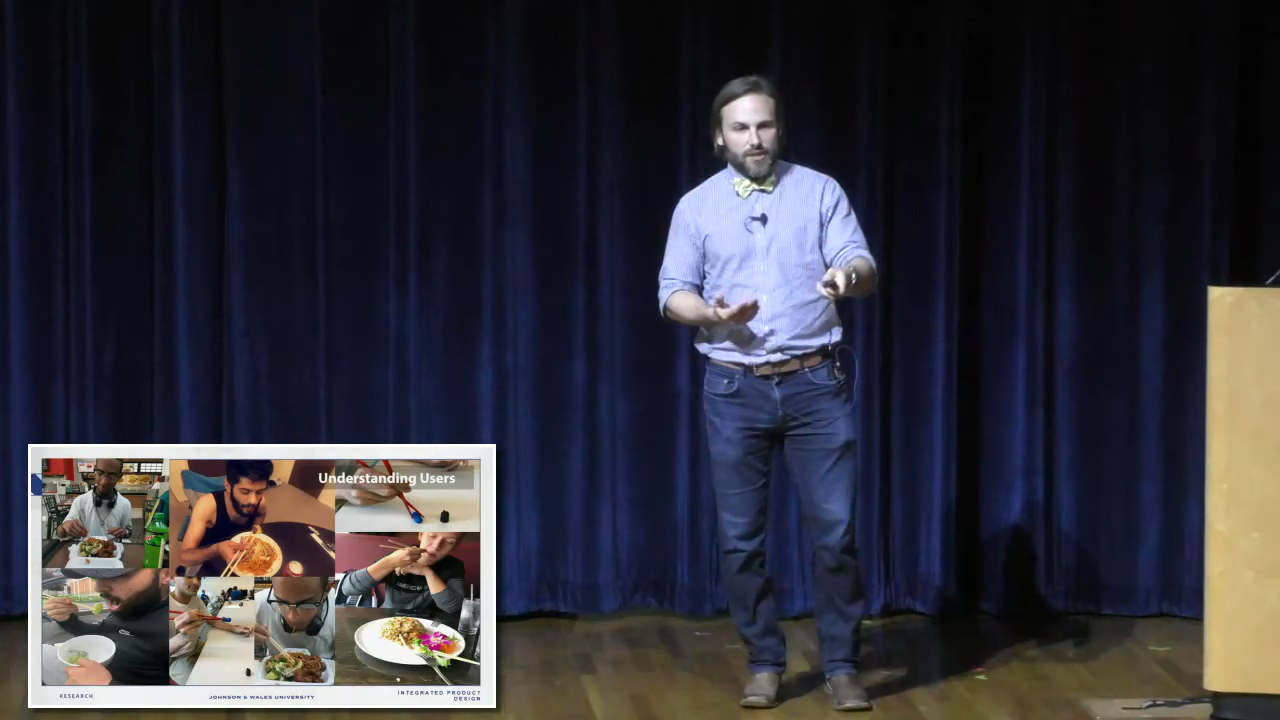 Understanding Users
RESEARCH
JOHNSON & WALES UNIVERSITY
INTEGRATED PRODUCT
DESIGN